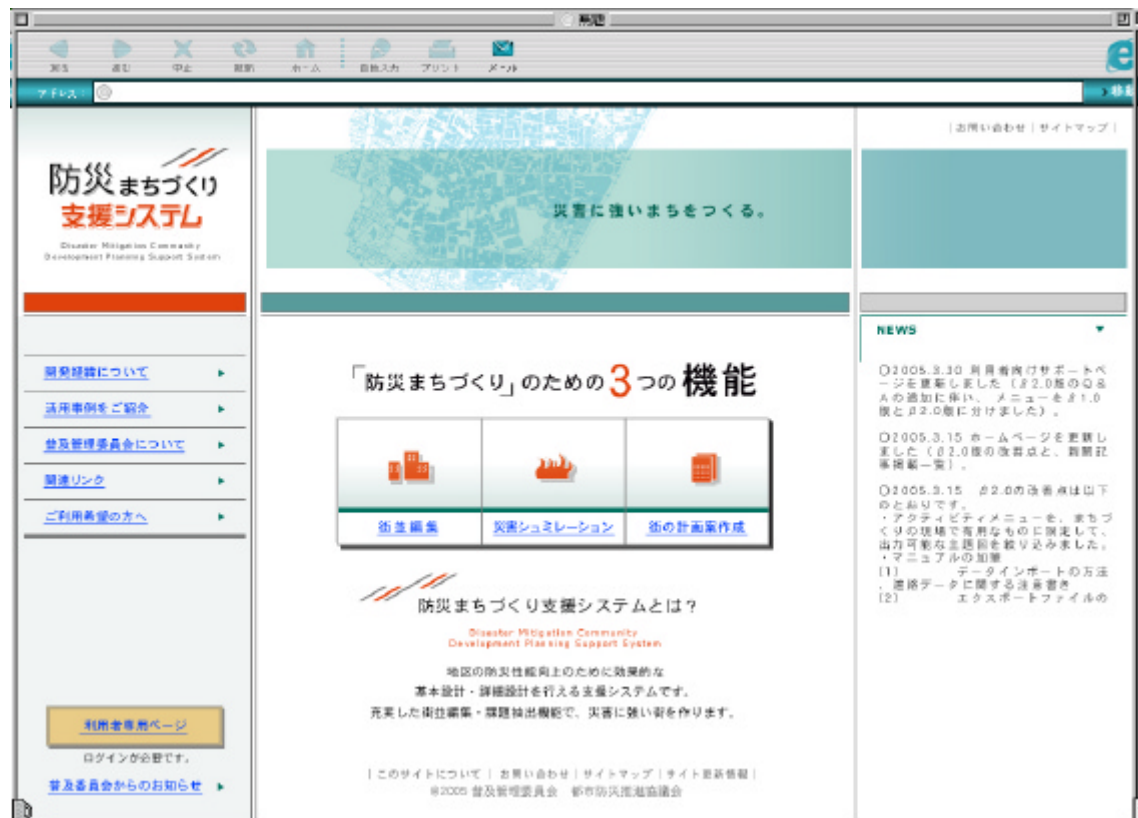 無題
戻る 進む 中止 更新 ホーム 自動入力 プリント メール
アドレス:
お問い合わせ｜サイトマップ｜
防災まちづくり
支援システム
Disaster Mitigation Community
Development Planning Support System
災害に強いまちをつくる。
開発経緯について
活用事例をご紹介
普及管理委員会について
関連リンク
ご利用希望の方へ
利用者専用ページ
ログインが必要です。
普及委員会からのお知らせ
「防災まちづくり」のための3つの機能
街並編集
災害シュミレーション
街の計画案作成
防災まちづくり支援システムとは？
Disaster Mitigation Community
Development Planning Support System
地区の防災性能向上のために効果的な
基本設計・詳細設計を行える支援システムです。
充実した街並編集・課題抽出機能で、災害に強い街を作ります。
｜このサイトについて｜お問い合わせ｜サイトマップ｜サイト更新情報｜
©2005 普及管理委員会　都市防災推進協議会
NEWS
○2005.3.30 利用者向けサポートペ
ージを更新しました（β2.0版のQ&
Aの追加に伴い、メニューをβ1.0
版とβ2.0版に分けました）。
○2005.3.15 ホームページを更新し
ました（β2.0版の改善点と、新聞記
事掲載一覧）。
○2005.3.15　β2.0の改善点は以下
のとおりです。
・アクティビティメニューを、まちづ
くりの現場で有用なものに限定して、
出力可能な主題図を絞り込みました。
・マニュアルの加筆
(1)　データインポートの方法
、道路データに関する注意書き
(2)　エクスポートファイルの